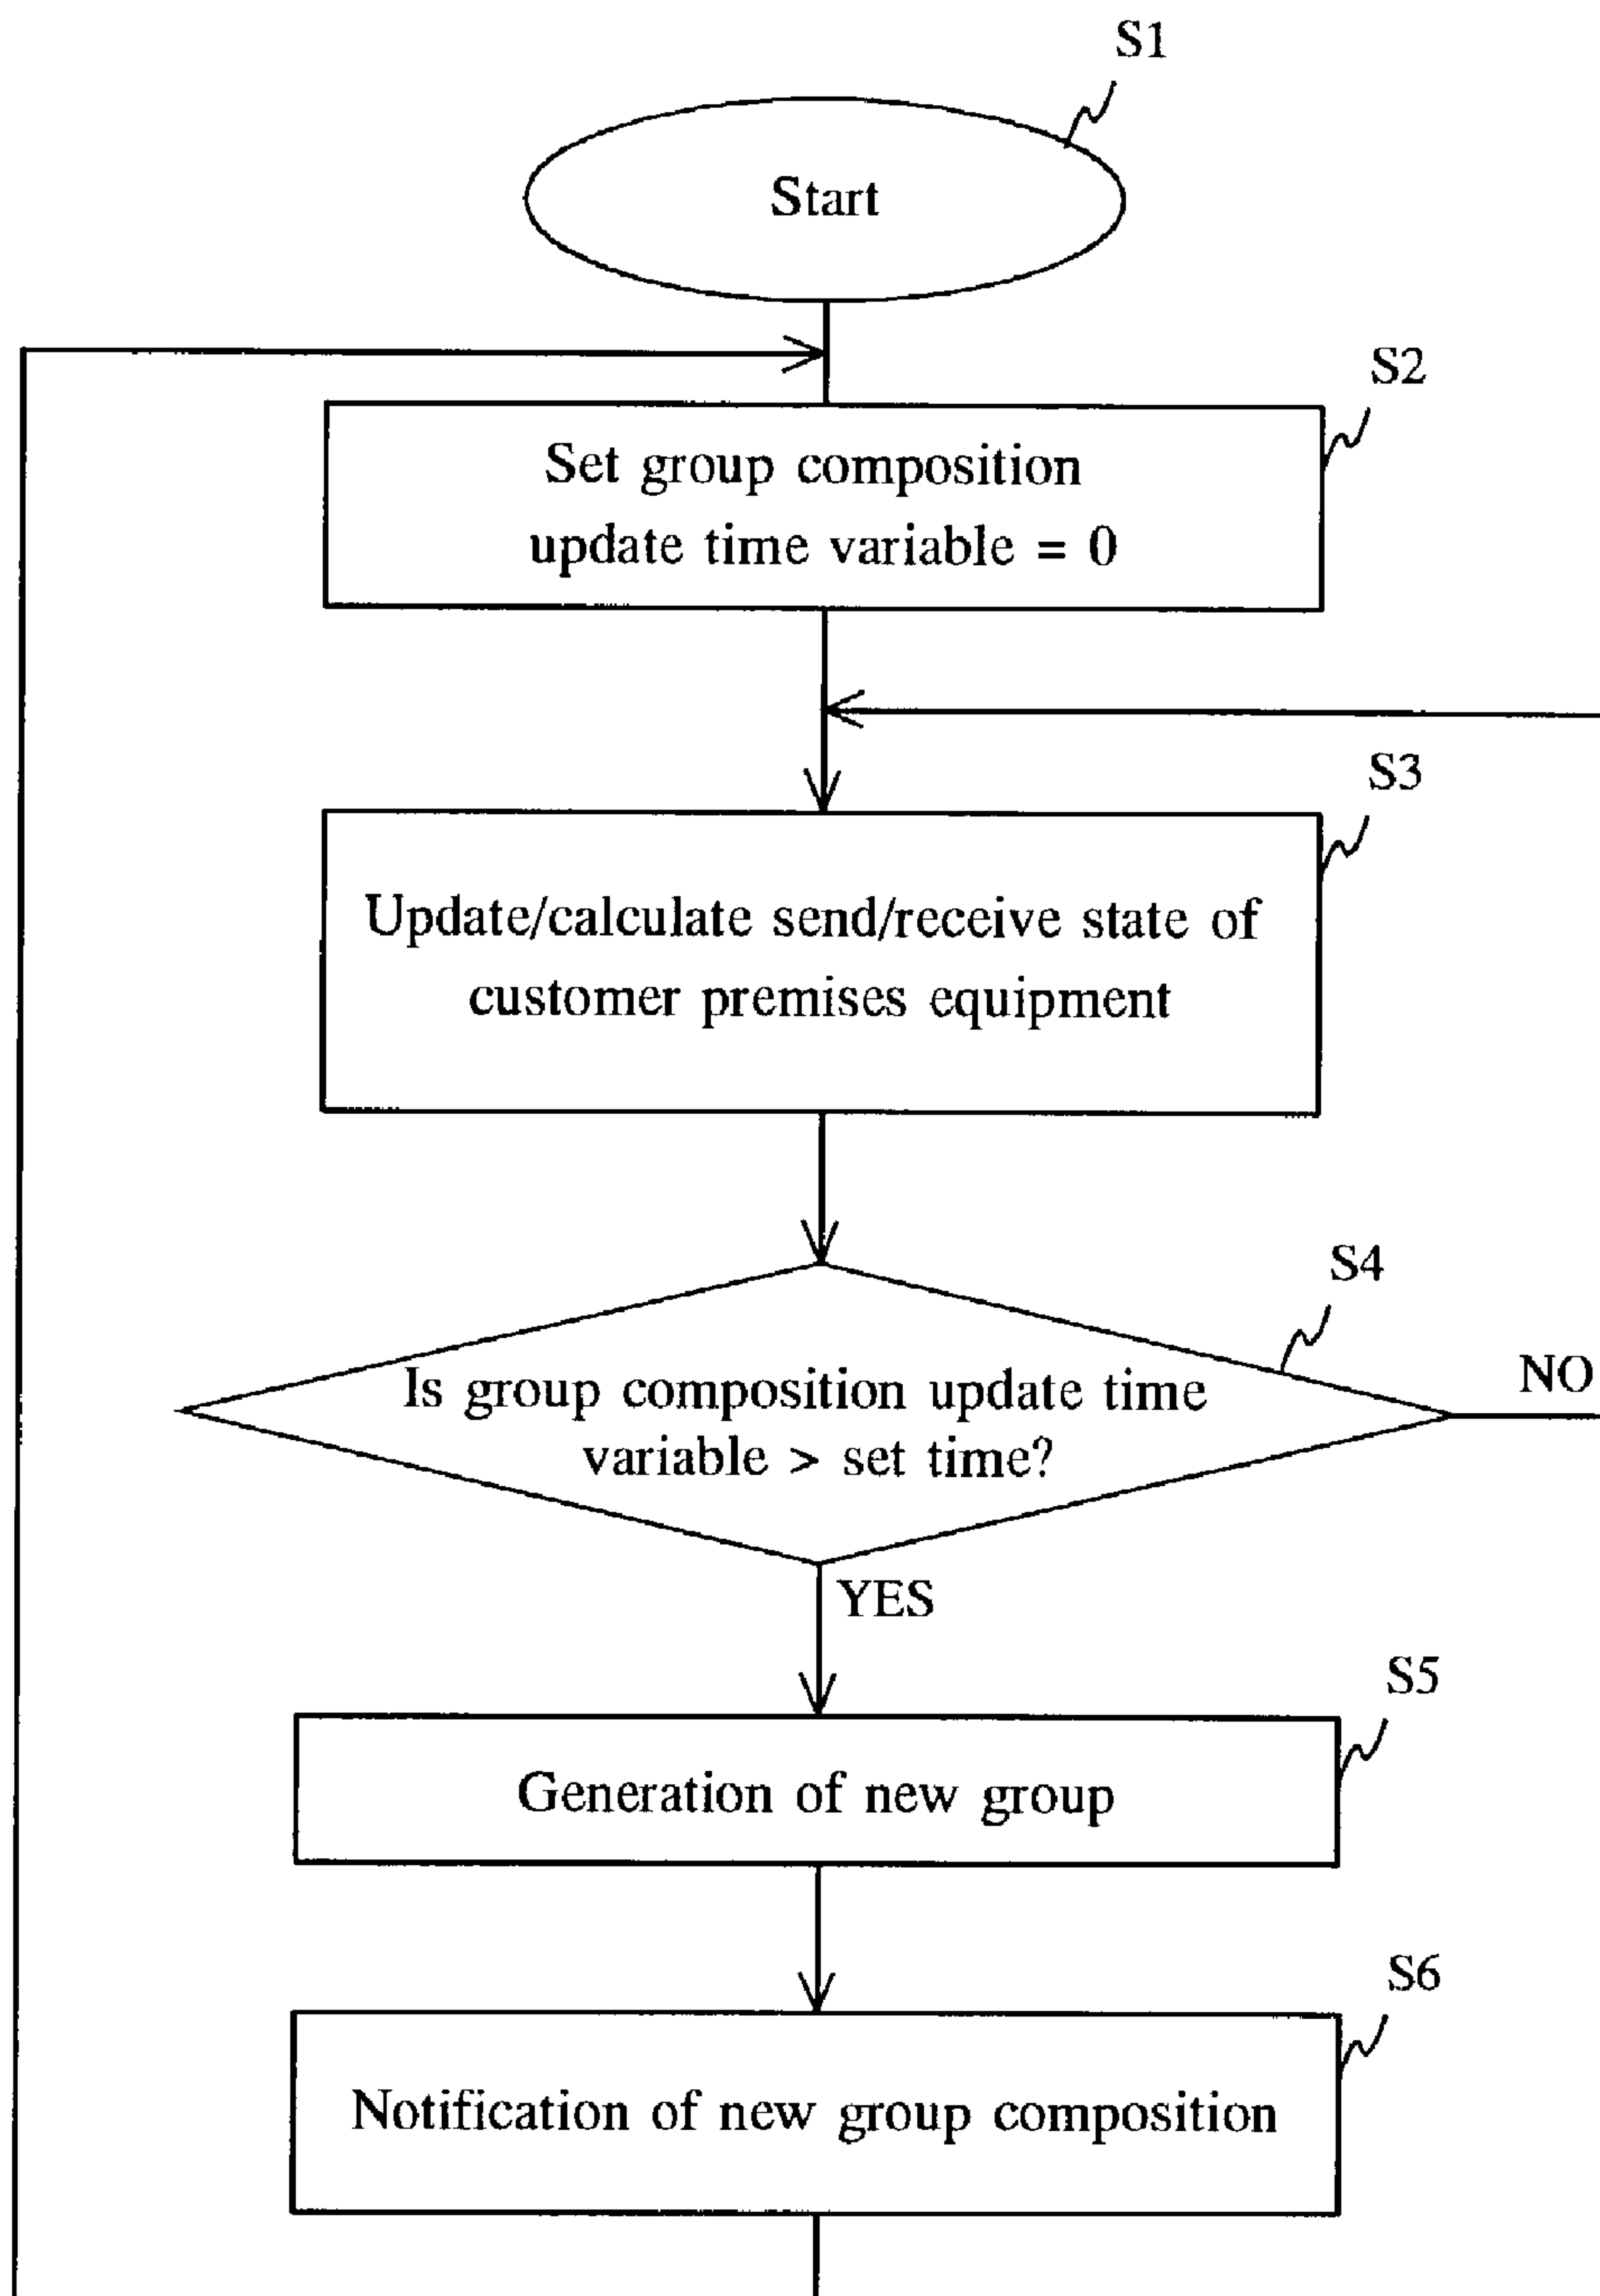 S1
Start
S2
Set group composition
update time variable = 0
S3
Update/calculate send/receive state of
customer premises equipment
S4
Is group composition update time
variable > set time?
NO
YES
S5
Generation of new group
S6
Notification of new group composition